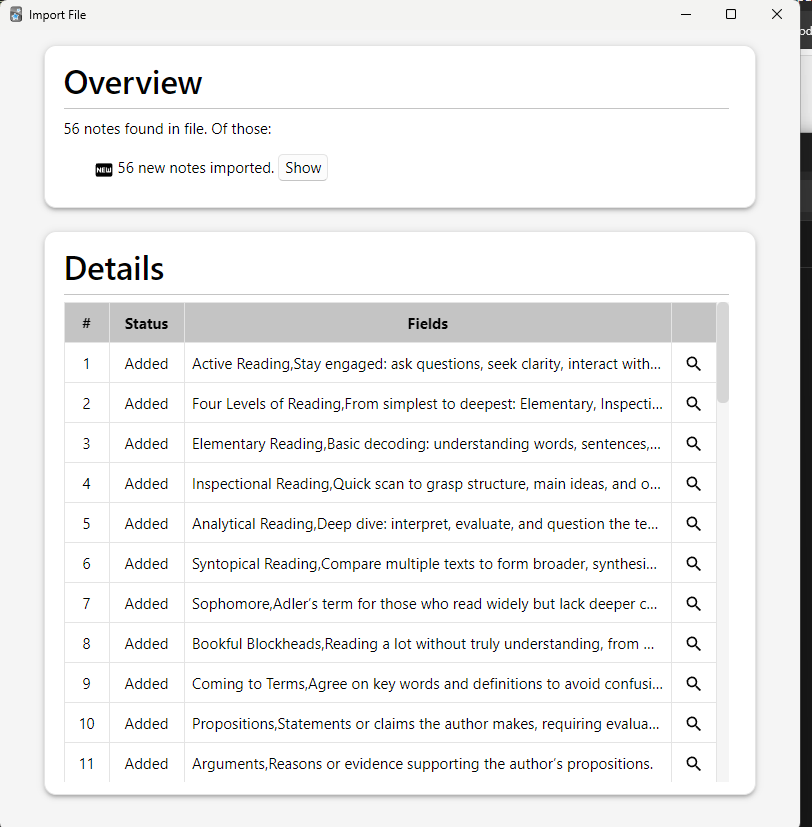 Import File
od
Overview
56 notes found in file. Of those:
NEW 56 new notes imported. Show
Details
# Status Fields
1 Added Active Reading,Stay engaged: ask questions, seek clarity, interact with...
2 Added Four Levels of Reading,From simplest to deepest: Elementary, Inspecti...
3 Added Elementary Reading,Basic decoding: understanding words, sentences,...
4 Added Inspectional Reading,Quick scan to grasp structure, main ideas, and o...
5 Added Analytical Reading,Deep dive: interpret, evaluate, and question the te...
6 Added Syntopical Reading,Compare multiple texts to form broader, synthesi...
7 Added Sophomore,Adler’s term for those who read widely but lack deeper c...
8 Added Bookful Blockheads,Reading a lot without truly understanding, from ...
9 Added Coming to Terms,Agree on key words and definitions to avoid confusi...
10 Added Propositions,Statements or claims the author makes, requiring evalua...
11 Added Arguments,Reasons or evidence supporting the author’s propositions.